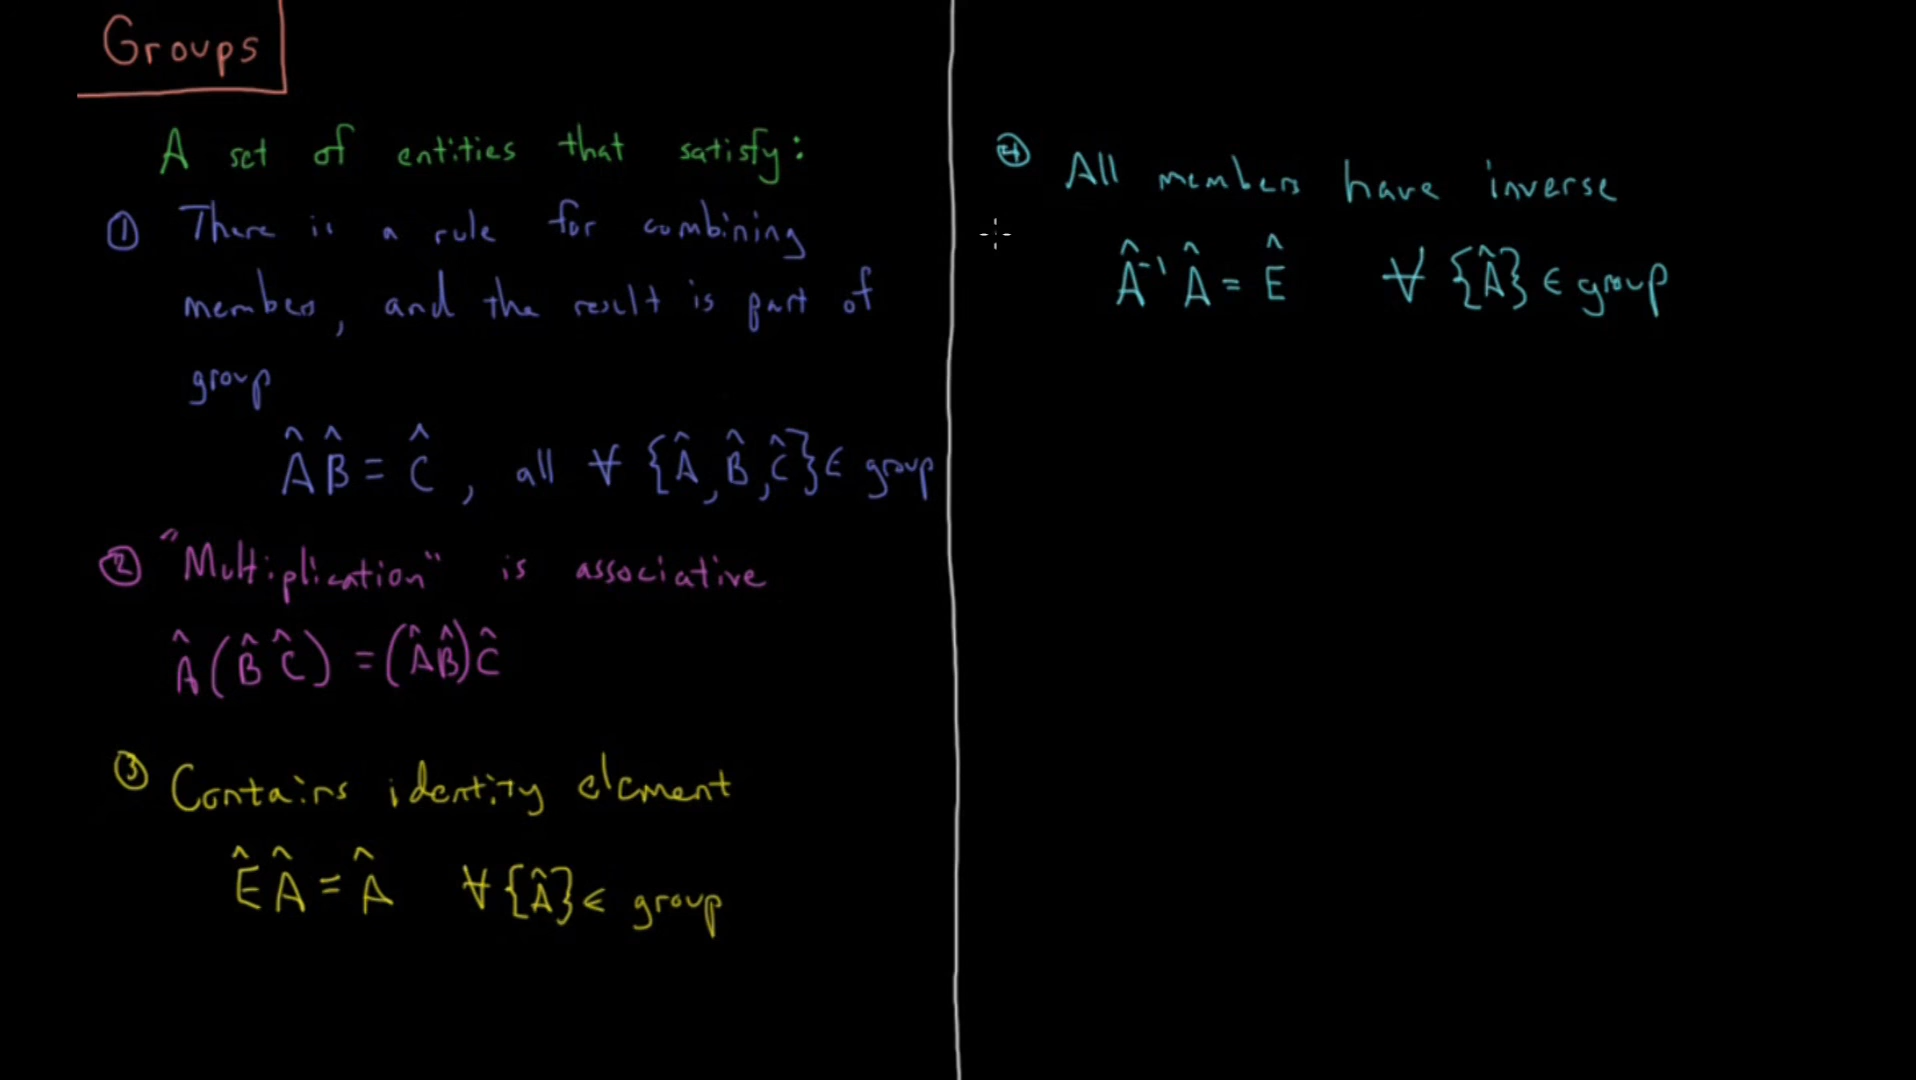 Groups
A set of entities that satisfy:
① There is a rule for combining
members, and the result is part of
group
ÂB̂ = Ĉ, all ∀ {Â, B̂, Ĉ} ∈ group
② "Multiplication" is associative
Â(B̂Ĉ) = (ÂB̂)Ĉ
③ Contains identity element
ÊÂ = Â ∀ {Â} ∈ group
④ All members have inverse
Â⁻¹Â = Ê ∀ {Â} ∈ group